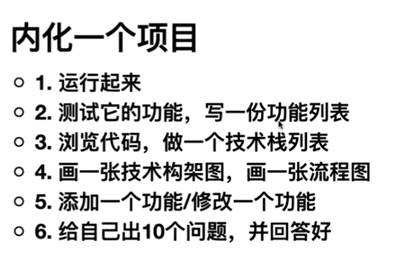 内化一个项目
1. 运行起来
2. 测试它的功能，写一份功能列表
3. 浏览代码，做一个技术栈列表
4. 画一张技术构架图，画一张流程图
5. 添加一个功能/修改一个功能
6. 给自己出10个问题，并回答好